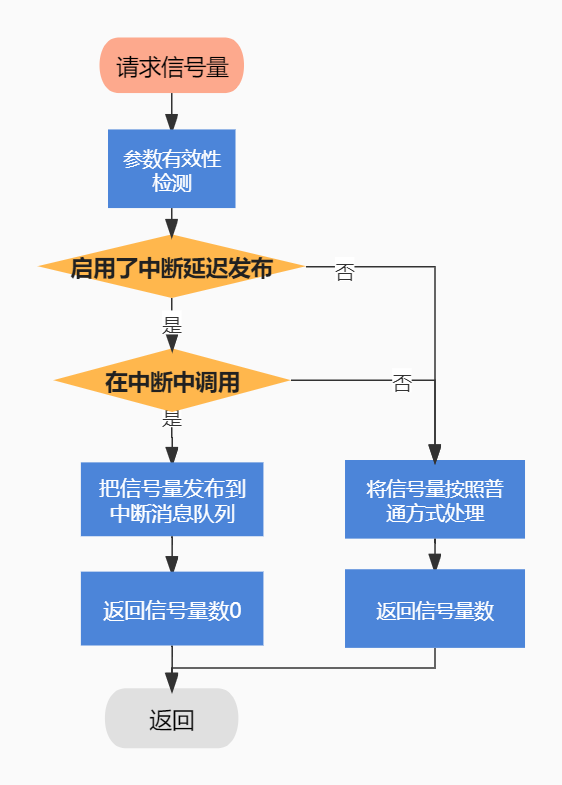 请求信号量
参数有效性
检测
启用了中断延迟发布
否
是
在中断中调用
否
是
把信号量发布到
中断消息队列
将信号量按照普
通方式处理
返回信号量数0
返回信号量数
返回